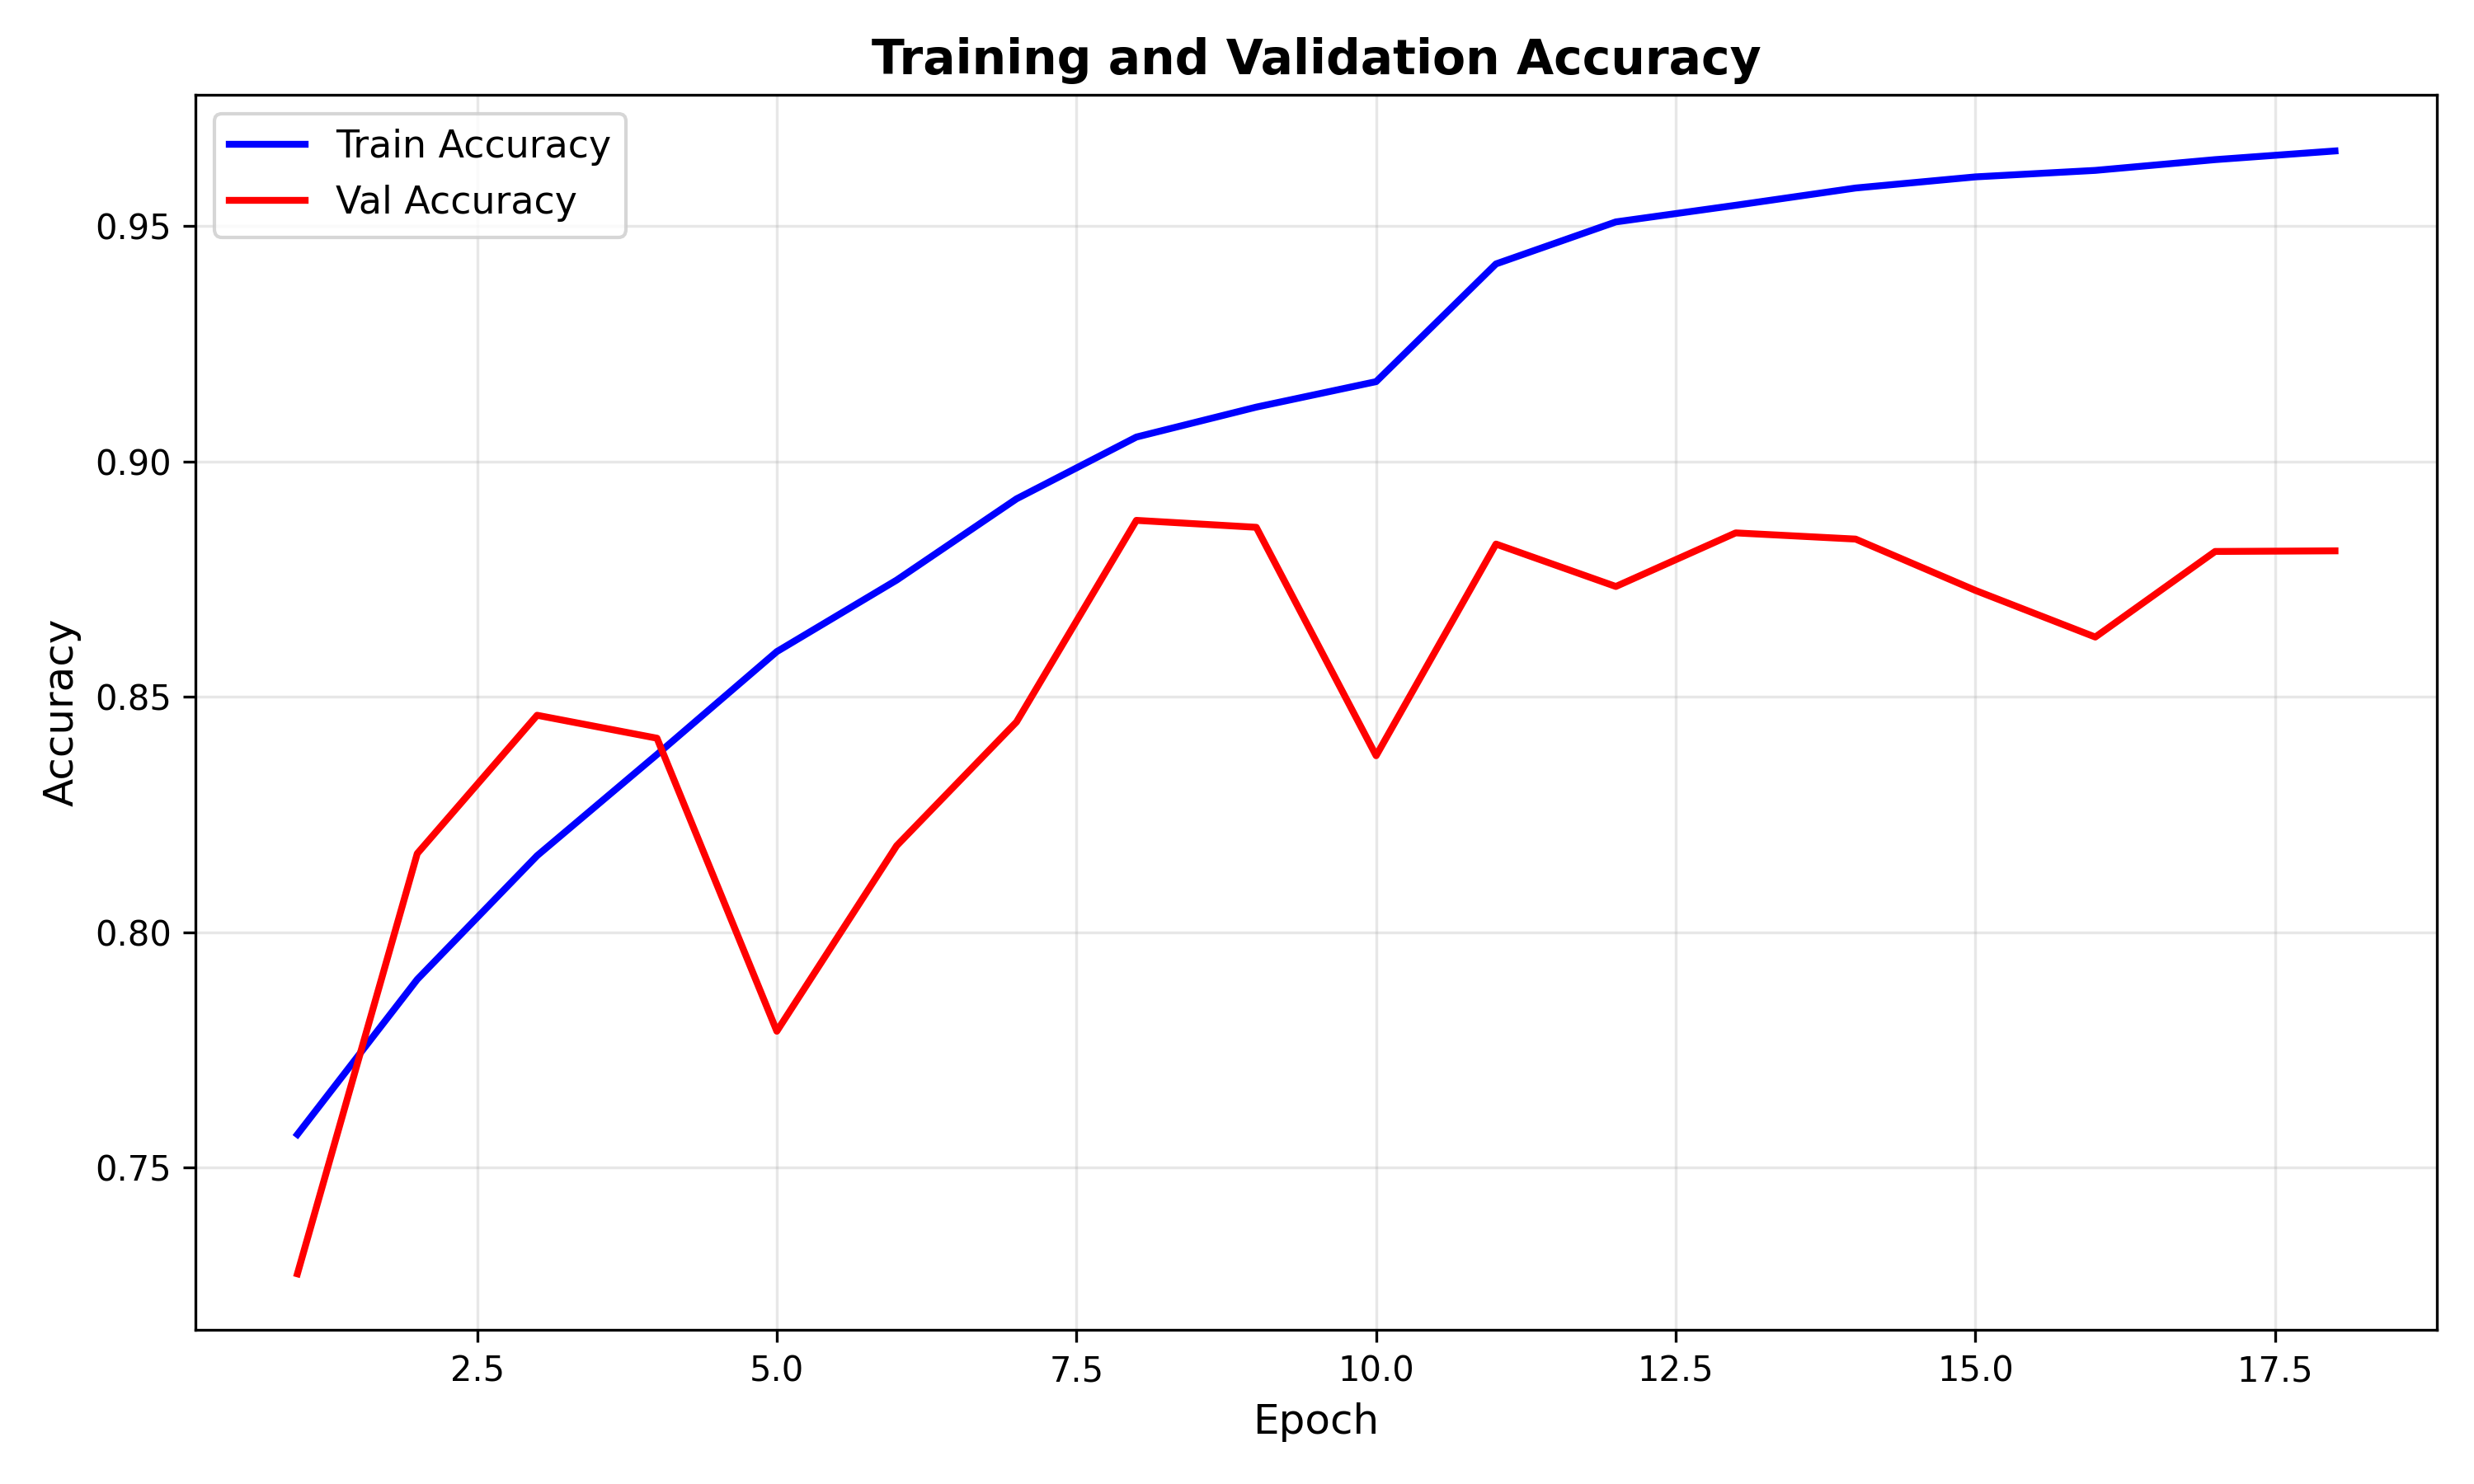 Training and Validation Accuracy
Train Accuracy
Val Accuracy
0.95
0.90
0.85
0.80
0.75
Accuracy
2.5 5.0 7.5 10.0 12.5 15.0 17.5
Epoch